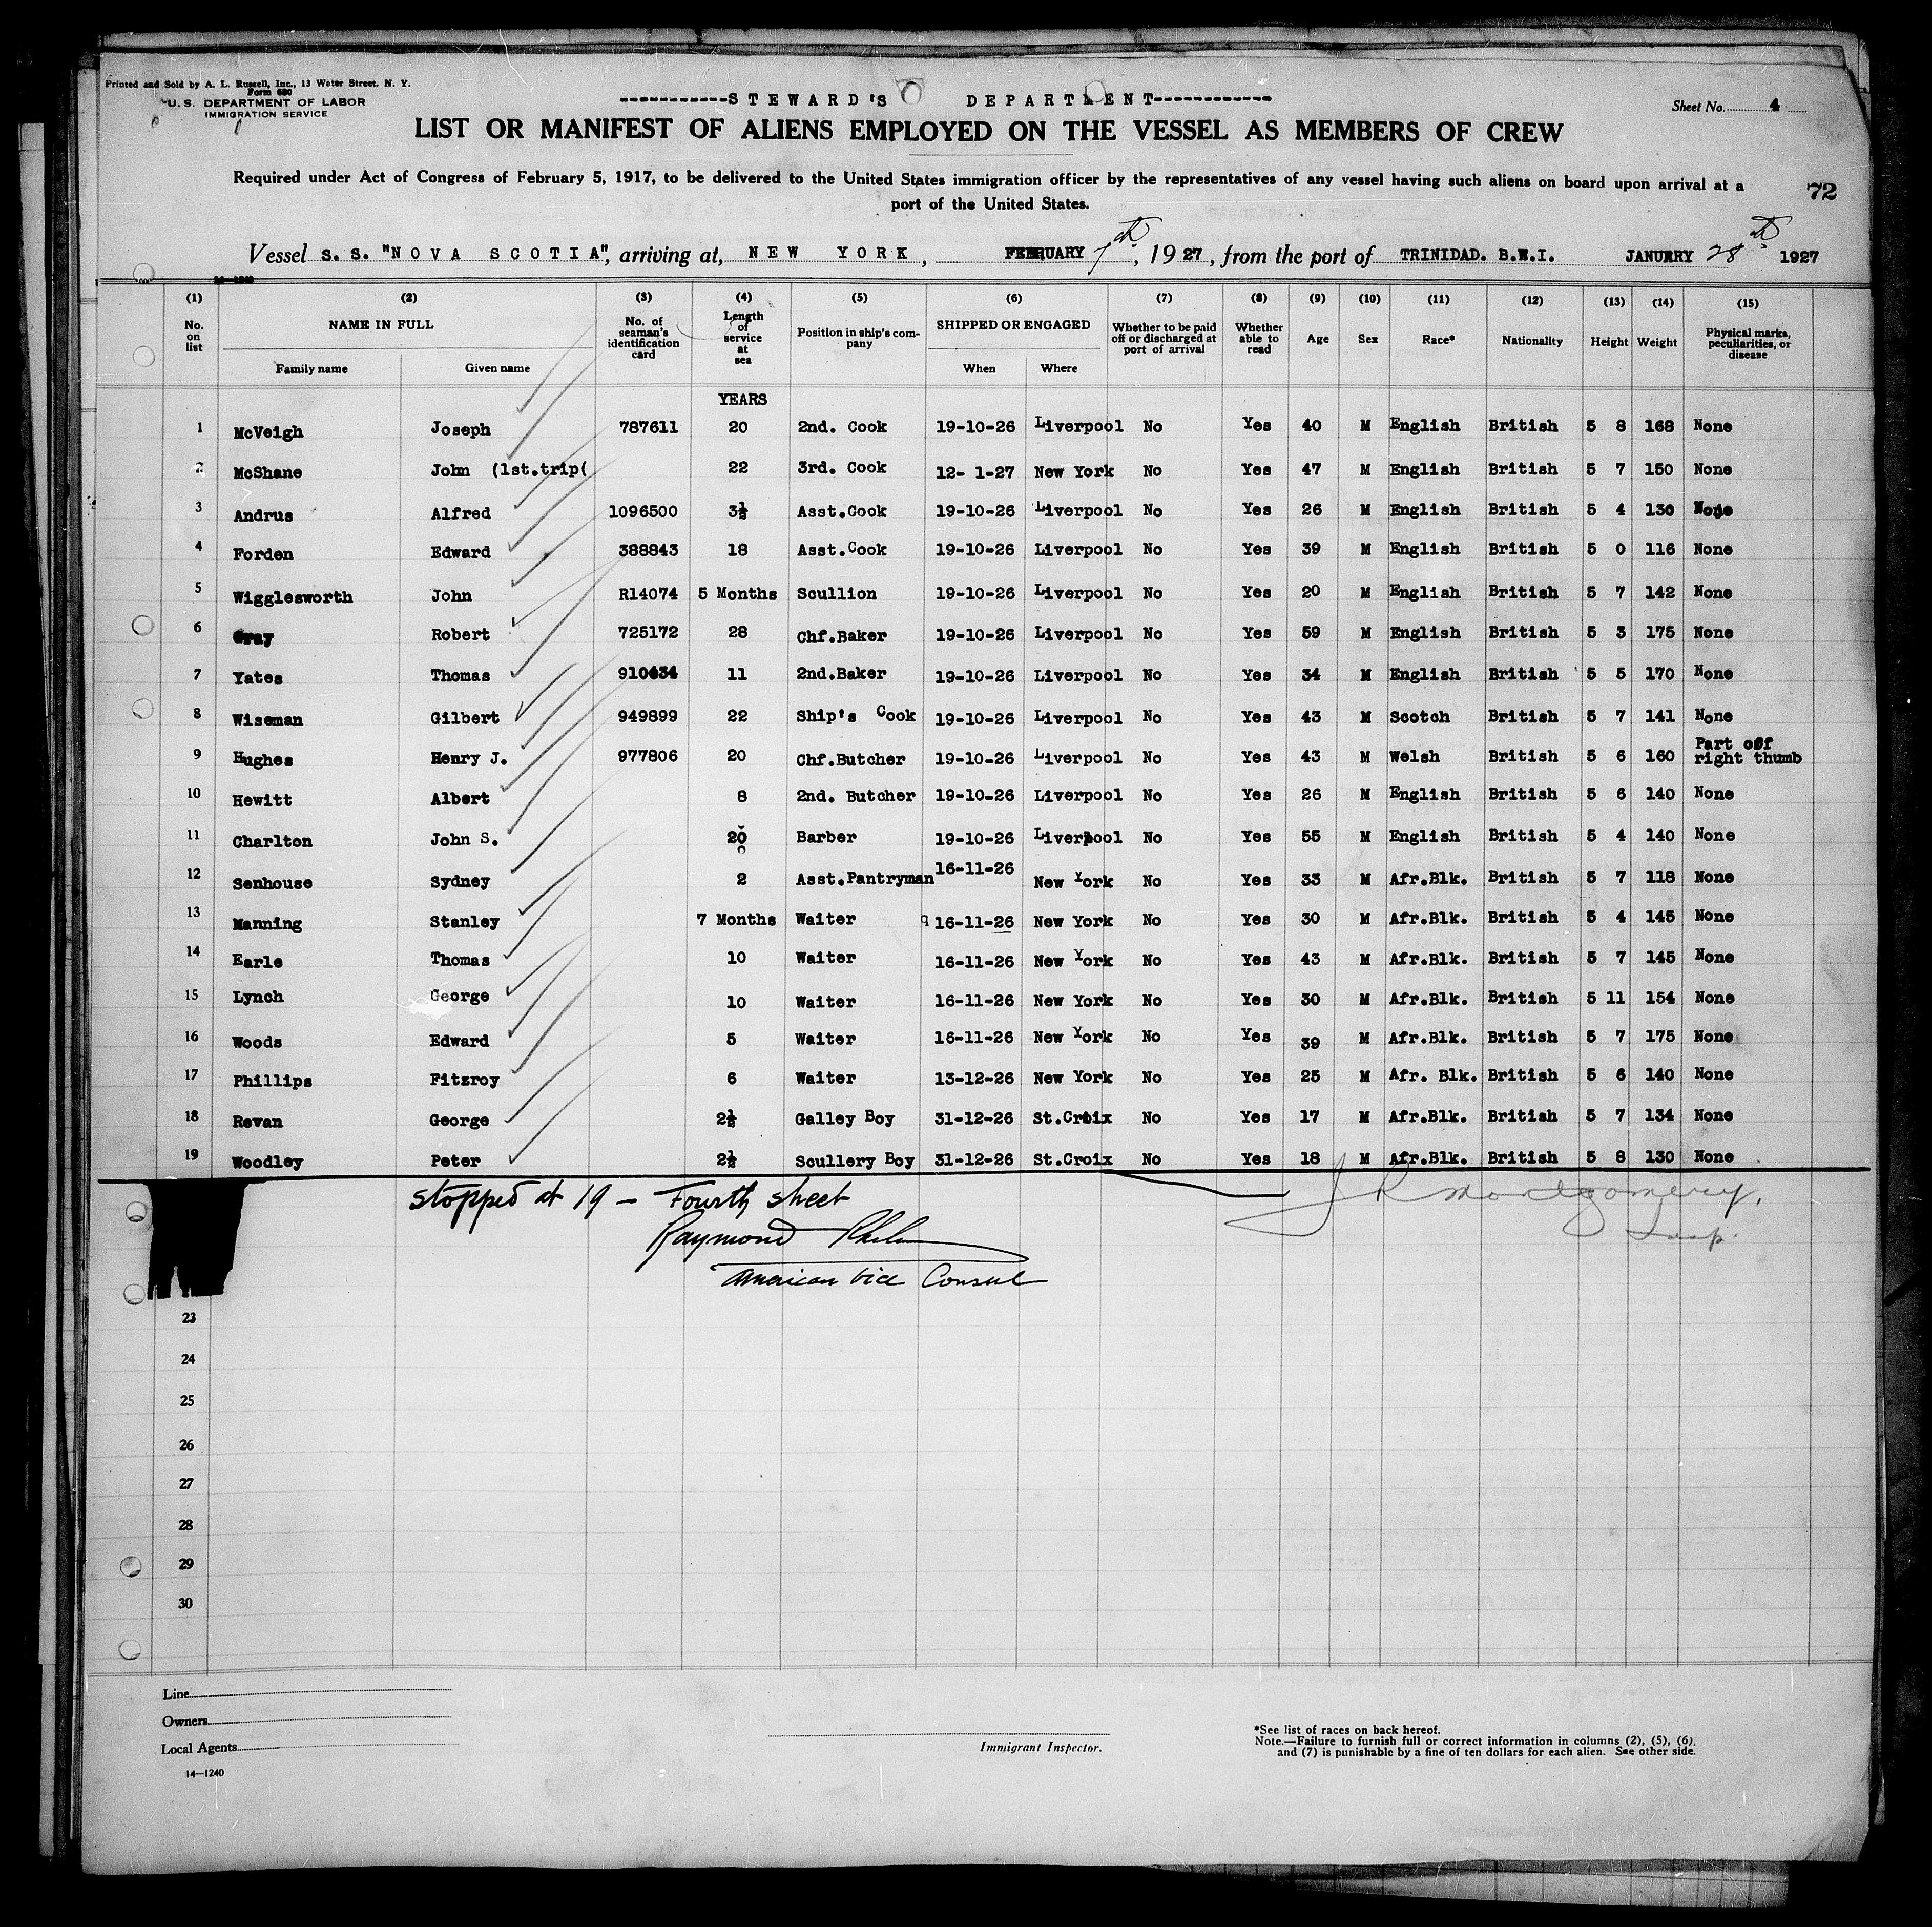 Printed and Sold by A. L. Russell, Inc., 13 Water Street, N. Y.
Form 680
U. S. DEPARTMENT OF LABOR
IMMIGRATION SERVICE
-----------STEWARD'S DEPARTMENT------------
Sheet No. 4
LIST OR MANIFEST OF ALIENS EMPLOYED ON THE VESSEL AS MEMBERS OF CREW
Required under Act of Congress of February 5, 1917, to be delivered to the United States immigration officer by the representatives of any vessel having such aliens on board upon arrival at a
port of the United States.
72
Vessel S. S. "NOVA SCOTIA", arriving at, NEW YORK, FEBRUARY 7th, 1927, from the port of TRINIDAD. B.W.I. JANUARY 28th 1927
(1) (2) (3) (4) (5) (6) (7) (8) (9) (10) (11) (12) (13) (14) (15)
No. on list NAME IN FULL Family name Given name No. of seaman's identification card Length of service at sea Position in ship's company SHIPPED OR ENGAGED When Where Whether to be paid off or discharged at port of arrival Whether able to read Age Sex Race* Nationality Height Weight Physical marks, peculiarities, or disease
YEARS
1 McVeigh Joseph 787611 20 2nd. Cook 19-10-26 Liverpool No Yes 40 M English British 5 8 168 None
2 McShane John (1st.trip( 22 3rd. Cook 12- 1-27 New York No Yes 47 M English British 5 7 150 None
3 Andrus Alfred 1096500 3½ Asst.Cook 19-10-26 Liverpool No Yes 26 M English British 5 4 130 None
4 Forden Edward 388843 18 Asst.Cook 19-10-26 Liverpool No Yes 39 M English British 5 0 116 None
5 Wigglesworth John R14074 5 Months Scullion 19-10-26 Liverpool No Yes 20 M English British 5 7 142 None
6 Gray Robert 725172 28 Chf.Baker 19-10-26 Liverpool No Yes 59 M English British 5 3 175 None
7 Yates Thomas 910434 11 2nd.Baker 19-10-26 Liverpool No Yes 34 M English British 5 5 170 None
8 Wiseman Gilbert 949899 22 Ship's Cook 19-10-26 Liverpool No Yes 43 M Scotch British 5 7 141 None
9 Hughes Henry J. 977806 20 Chf.Butcher 19-10-26 Liverpool No Yes 43 M Welsh British 5 6 160 Part off right thumb
10 Hewitt Albert 8 2nd. Butcher 19-10-26 Liverpool No Yes 26 M English British 5 6 140 None
11 Charlton John S. 20 Barber 19-10-26 Liverpool No Yes 55 M English British 5 4 140 None
12 Senhouse Sydney 2 Asst.Pantryman 16-11-26 New York No Yes 33 M Afr.Blk. British 5 7 118 None
13 Manning Stanley 7 Months Waiter q 16-11-26 New York No Yes 30 M Afr.Blk. British 5 4 145 None
14 Earle Thomas 10 Waiter 16-11-26 New York No Yes 43 M Afr.Blk. British 5 7 145 None
15 Lynch George 10 Waiter 16-11-26 New York No Yes 30 M Afr.Blk. British 5 11 154 None
16 Woods Edward 5 Waiter 16-11-26 New York No Yes 39 M Afr.Blk. British 5 7 175 None
17 Phillips Fitzroy 6 Waiter 13-12-26 New York No Yes 25 M Afr. Blk. British 5 6 140 None
18 Revan George 2½ Galley Boy 31-12-26 St.Croix No Yes 17 M Afr.Blk. British 5 7 134 None
19 Woodley Peter 2½ Scullery Boy 31-12-26 St.Croix No Yes 18 M Afr.Blk. British 5 8 130 None
Stopped at 19 — Fourth sheet
J R Montgomery,
Insp.
Raymond
American Vice Consul
23
24
25
26
27
28
29
30
Line
Owners
Local Agents
14—1240
Immigrant Inspector.
*See list of races on back hereof.
Note.—Failure to furnish full or correct information in columns (2), (5), (6), and (7) is punishable by a fine of ten dollars for each alien. See other side.